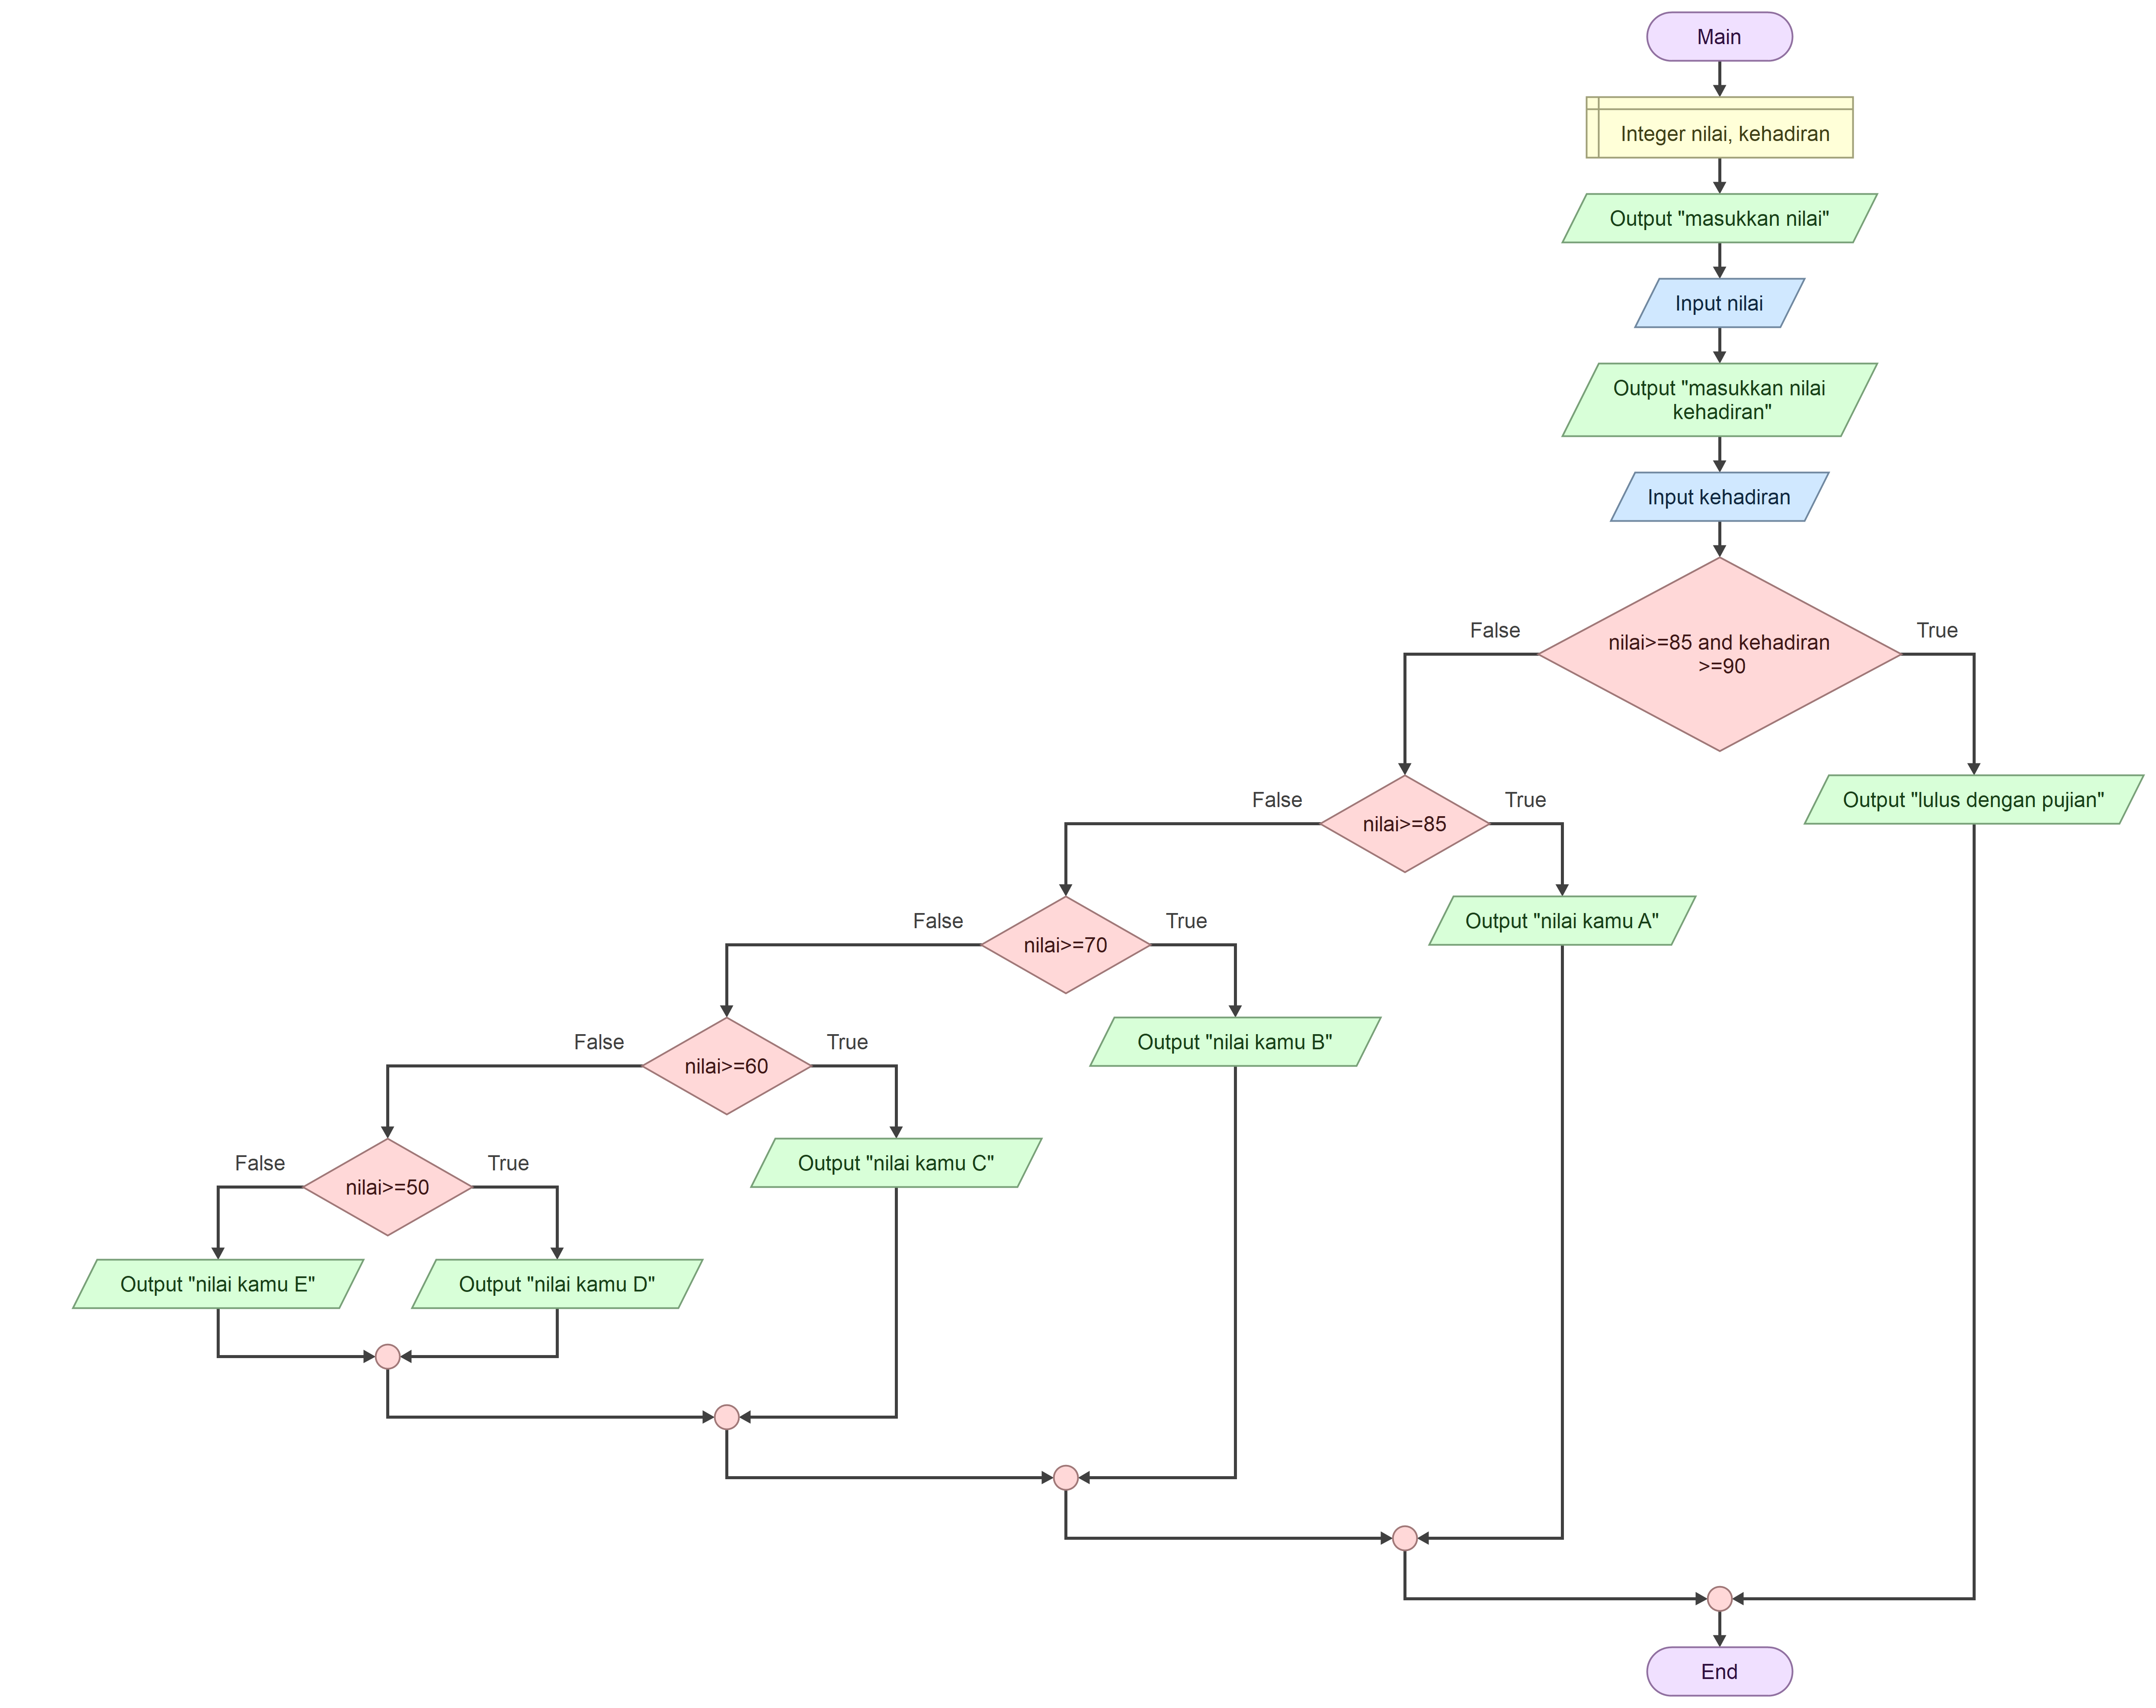 Main
Integer nilai, kehadiran
Output "masukkan nilai"
Input nilai
Output "masukkan nilai
kehadiran"
Input kehadiran
False
True
nilai>=85 and kehadiran
>=90
False
True
Output "lulus dengan pujian"
nilai>=85
False
True
Output "nilai kamu A"
nilai>=70
False
True
Output "nilai kamu B"
nilai>=60
False
True
Output "nilai kamu C"
nilai>=50
Output "nilai kamu E"
Output "nilai kamu D"
End